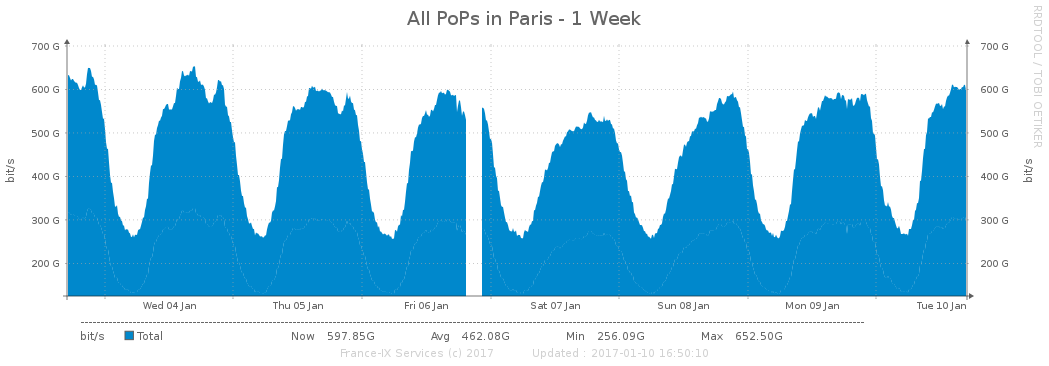 All PoPs in Paris - 1 Week
RRDTOOL / TOBI OETIKER
bit/s
bit/s
700 G 700 G
600 G 600 G
500 G 500 G
400 G 400 G
300 G 300 G
200 G 200 G
Wed 04 Jan Thu 05 Jan Fri 06 Jan Sat 07 Jan Sun 08 Jan Mon 09 Jan Tue 10 Jan
bit/s Total Now 597.85G Avg 462.08G Min 256.09G Max 652.50G
France-IX Services (c) 2017 Updated : 2017-01-10 16:50:10